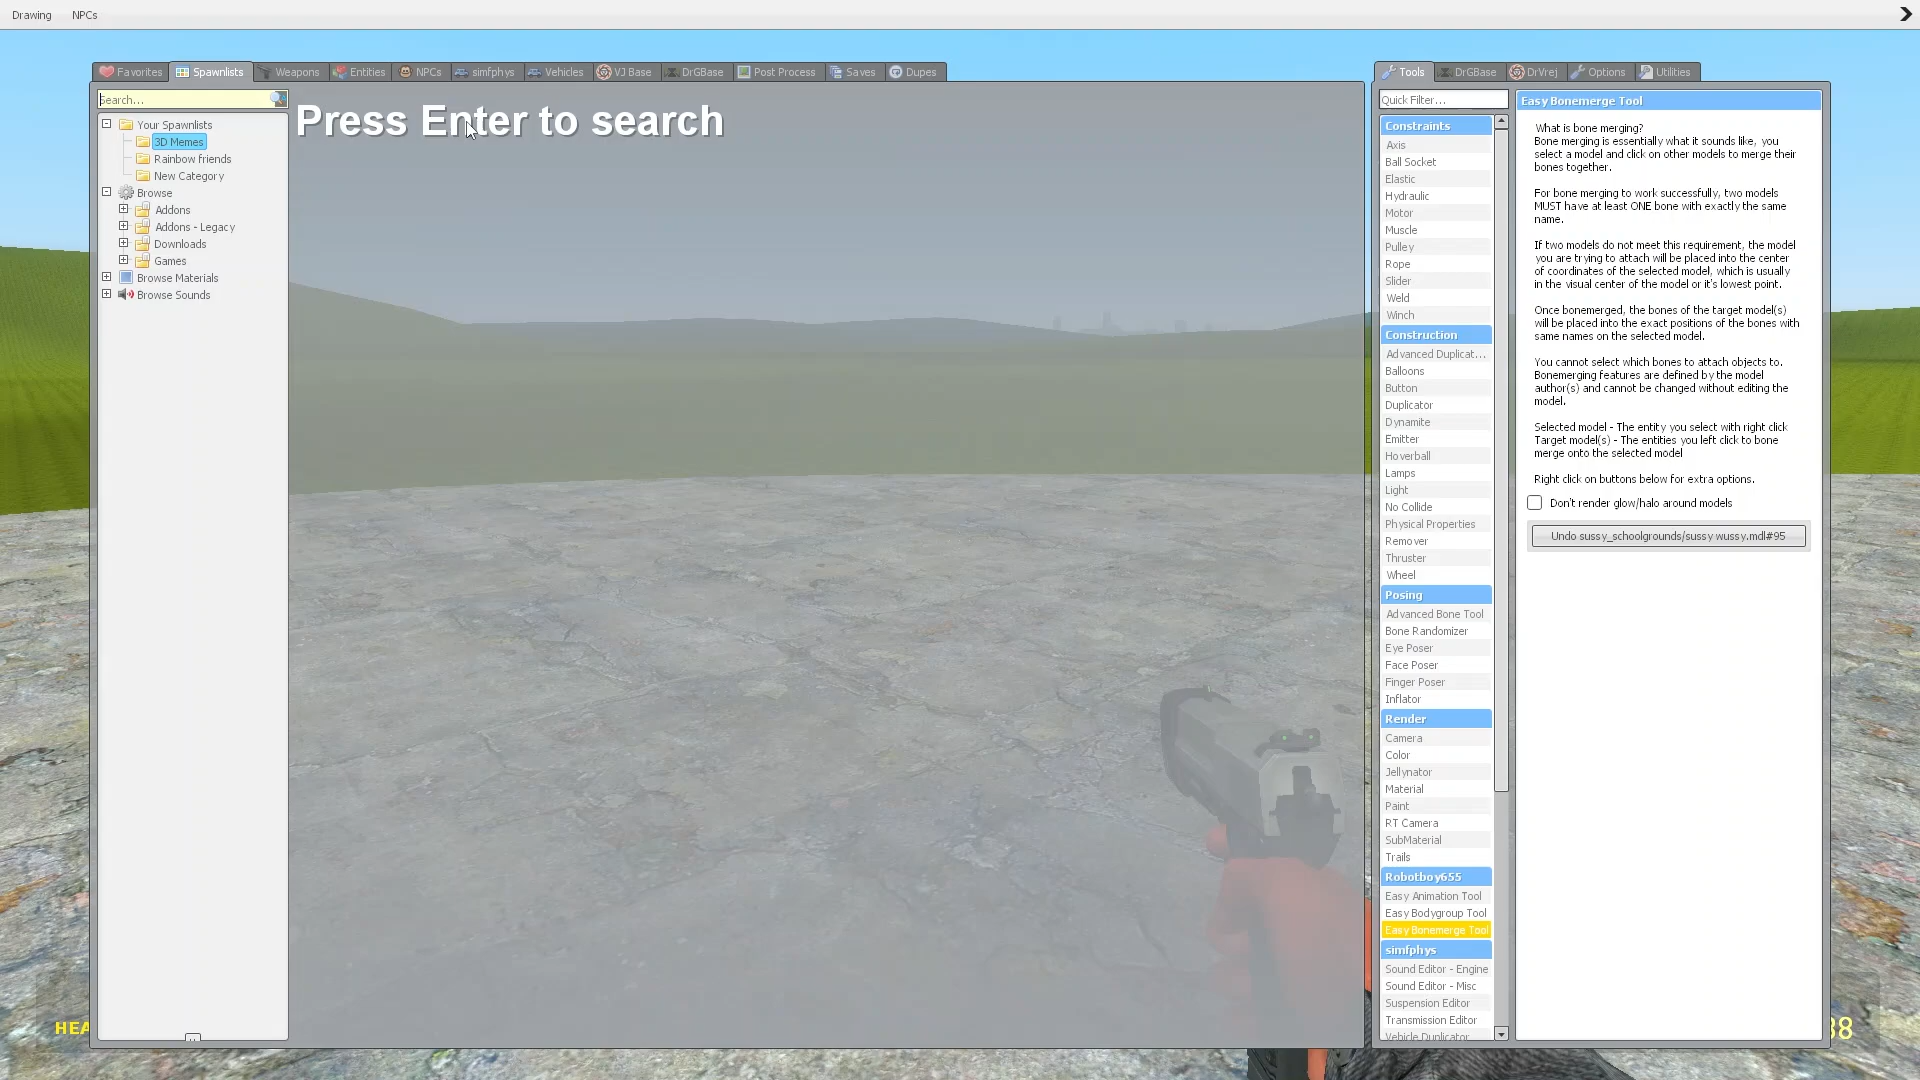 Drawing
NPCs
Favorites
Spawnlists
Weapons
Entities
NPCs
simfphys
Vehicles
VJ Base
DrGBase
Post Process
Saves
Dupes
Search...
Press Enter to search
Your Spawnlists
3D Memes
Rainbow friends
New Category
Browse
Addons
Addons - Legacy
Downloads
Games
Browse Materials
Browse Sounds
HEA
Tools
DrGBase
DrVrej
Options
Utilities
Quick Filter...
Constraints
Axis
Ball Socket
Elastic
Hydraulic
Motor
Muscle
Pulley
Rope
Slider
Weld
Winch
Construction
Advanced Duplicat...
Balloons
Button
Duplicator
Dynamite
Emitter
Hoverball
Lamps
Light
No Collide
Physical Properties
Remover
Thruster
Wheel
Posing
Advanced Bone Tool
Bone Randomizer
Eye Poser
Face Poser
Finger Poser
Inflator
Render
Camera
Color
Jellynator
Material
Paint
RT Camera
SubMaterial
Trails
Robotboy655
Easy Animation Tool
Easy Bodygroup Tool
Easy Bonemerge Tool
simfphys
Sound Editor - Engine
Sound Editor - Misc
Suspension Editor
Transmission Editor
Vehicle Duplicator
Easy Bonemerge Tool
What is bone merging?
Bone merging is essentially what it sounds like, you
select a model and click on other models to merge their
bones together.
For bone merging to work successfully, two models
MUST have at least ONE bone with exactly the same
name.
If two models do not meet this requirement, the model
you are trying to attach will be placed into the center
of coordinates of the selected model, which is usually
in the visual center of the model or it's lowest point.
Once bonemerged, the bones of the target model(s)
will be placed into the exact positions of the bones with
same names on the selected model.
You cannot select which bones to attach objects to.
Bonemerging features are defined by the model
author(s) and cannot be changed without editing the
model.
Selected model - The entity you select with right click
Target model(s) - The entities you left click to bone
merge onto the selected model
Right click on buttons below for extra options.
Don't render glow/halo around models
Undo sussy_schoolgrounds/sussy wussy.mdl#95
38